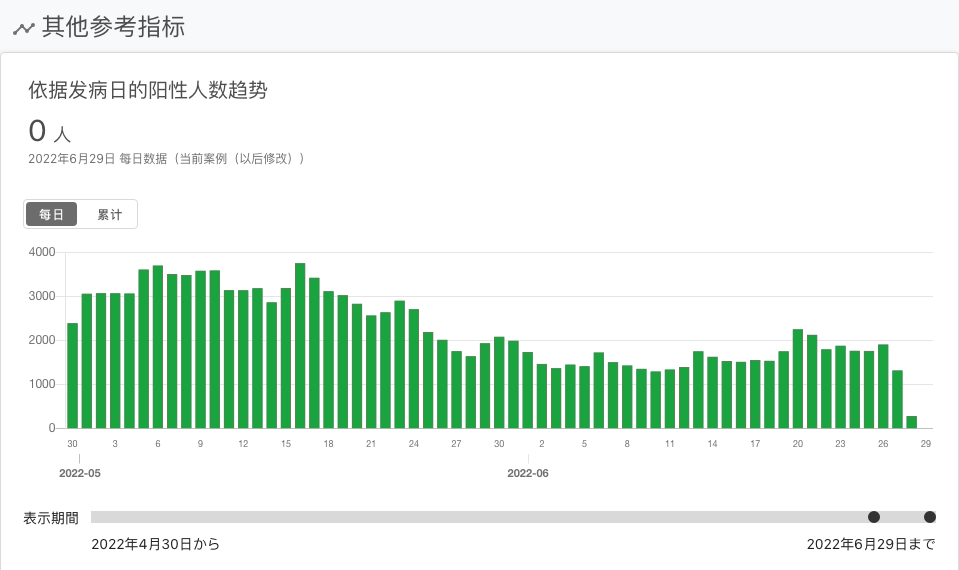 其他参考指标
依据发病日的阳性人数趋势
0 人
2022年6月29日 每日数据（当前案例（以后修改））
每日 累计
4000
3000
2000
1000
0
30 3 6 9 12 15 18 21 24 27 30 2 5 8 11 14 17 20 23 26 29
2022-05 2022-06
表示期間
2022年4月30日から 2022年6月29日まで